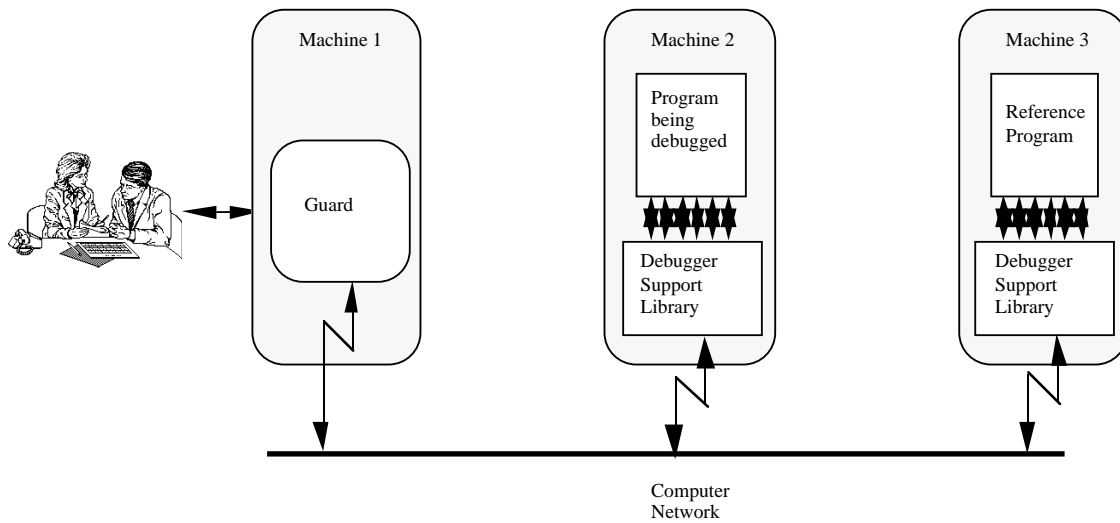 Machine 1
Guard
Machine 2
Program
being
debugged
Debugger
Support
Library
Machine 3
Reference
Program
Debugger
Support
Library
Computer
Network